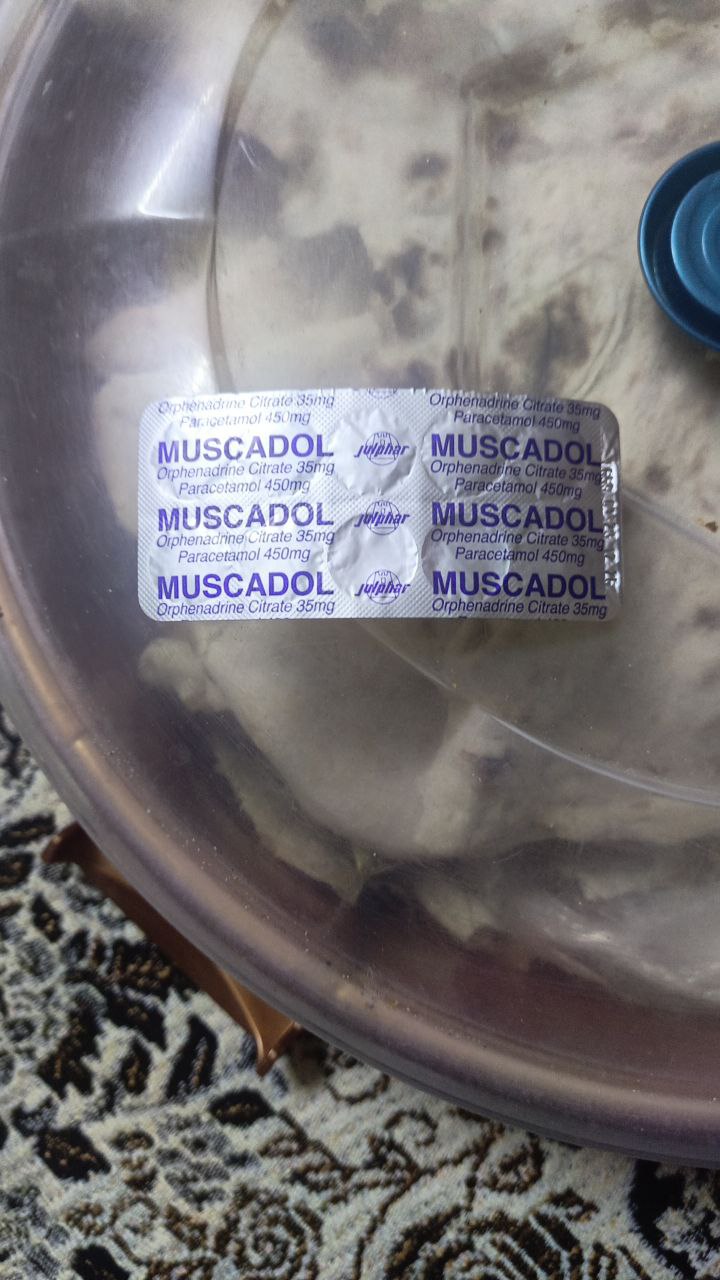 Orphenadrine Citrate 35mg
Paracetamol 450mg
MUSCADOL
Orphenadrine Citrate 35mg
Paracetamol 450mg
MUSCADOL
Orphenadrine Citrate 35mg
Paracetamol 450mg
MUSCADOL
Orphenadrine Citrate 35mg
julphar
julphar
julphar
Orphenadrine Citrate 35mg
Paracetamol 450mg
MUSCADOL
Orphenadrine Citrate 35mg
Paracetamol 450mg
MUSCADOL
Orphenadrine Citrate 35mg
Paracetamol 450mg
MUSCADOL
Orphenadrine Citrate 35mg